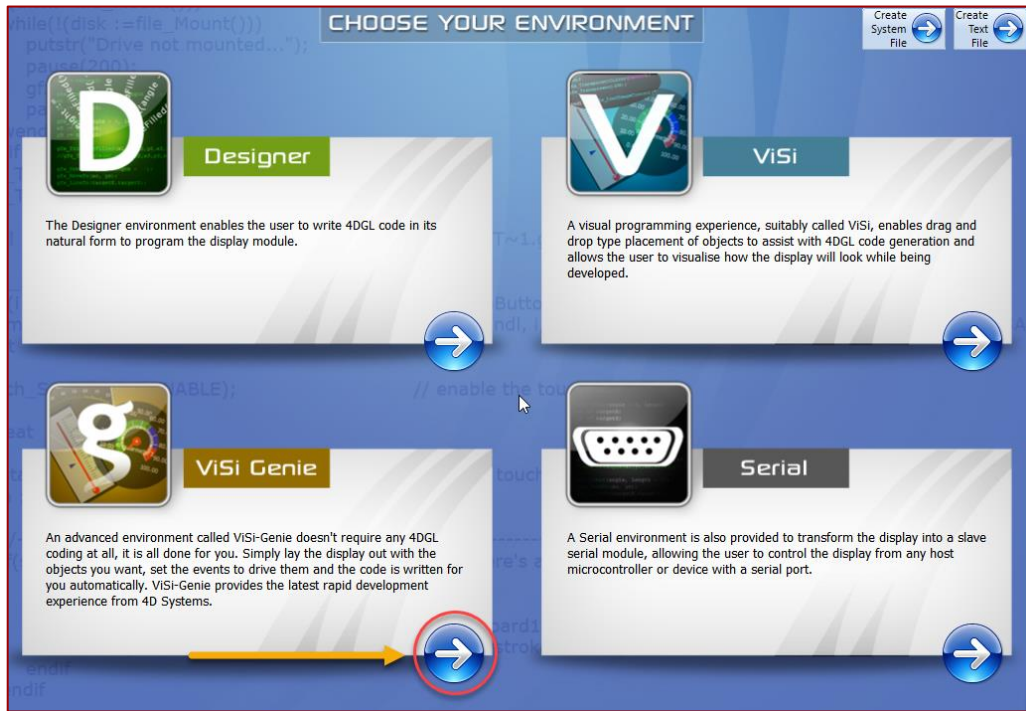 CHOOSE YOUR ENVIRONMENT
Create
System
File
Create
Text
File
while(!(disk :=file_Mount()))
putstr("Drive not mounted...");
pause(200);
D
Designer
The Designer environment enables the user to write 4DGL code in its
natural form to program the display module.
V
ViSi
A visual programming experience, suitably called ViSi, enables drag and
drop type placement of objects to assist with 4DGL code generation and
allows the user to visualise how the display will look while being
developed.
// enable the tou
g
ViSi Genie
An advanced environment called ViSi-Genie doesn't require any 4DGL
coding at all, it is all done for you. Simply lay the display out with the
objects you want, set the events to drive them and the code is written for
you automatically. ViSi-Genie provides the latest rapid development
experience from 4D Systems.
Serial
A Serial environment is also provided to transform the display into a slave
serial module, allowing the user to control the display from any host
microcontroller or device with a serial port.
endif